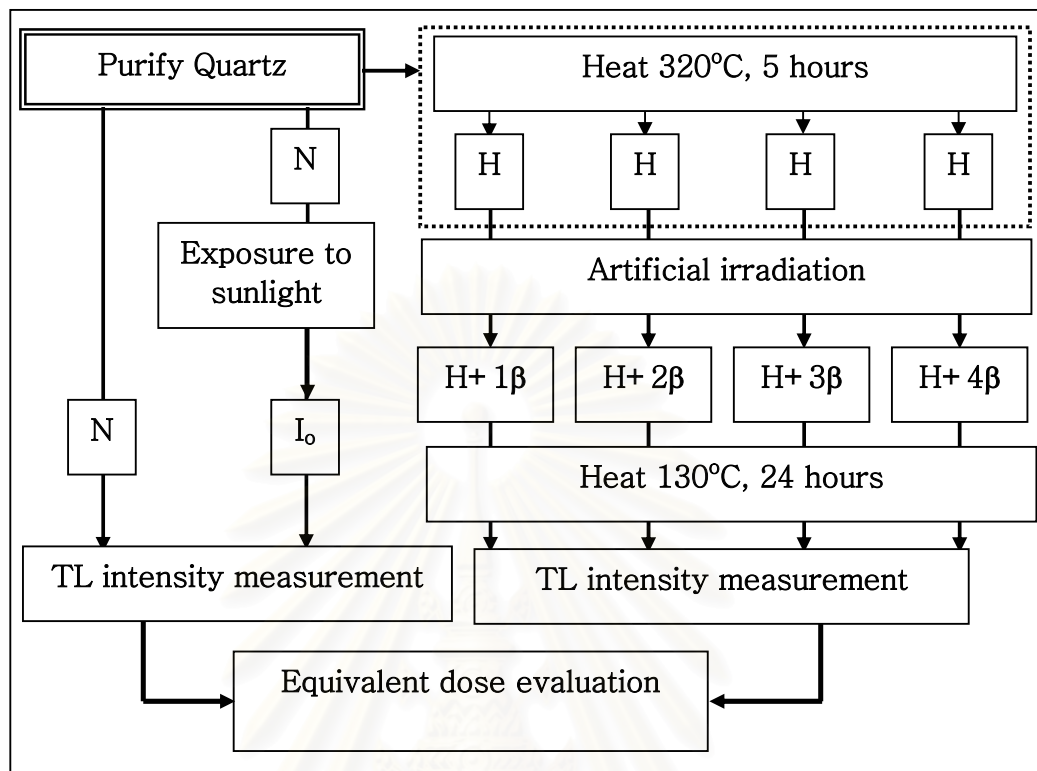 Purify Quartz
Heat 320°C, 5 hours
N
H
H
H
H
Exposure to
sunlight
Artificial irradiation
H+ 1β
H+ 2β
H+ 3β
H+ 4β
N
I₀
Heat 130°C, 24 hours
TL intensity measurement
TL intensity measurement
Equivalent dose evaluation